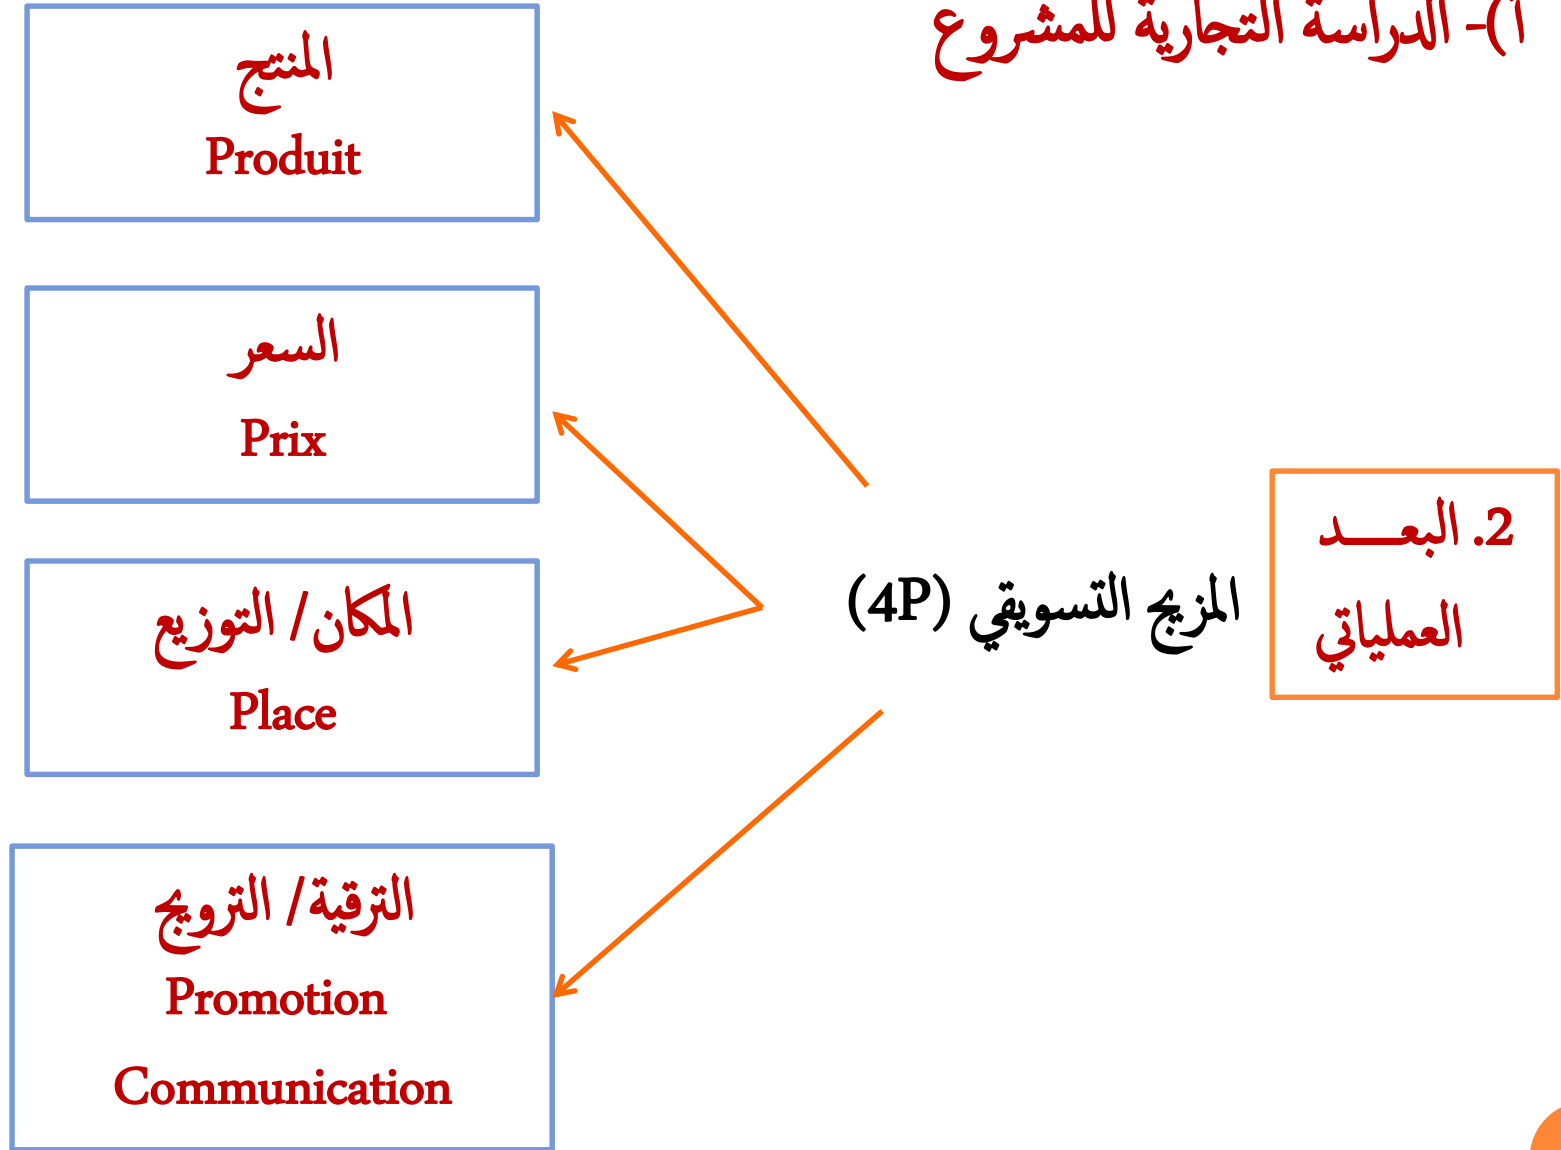 أ)- الدراسة التجارية للمشروع
2. البعــــد
العملياتي
المزيج التسويقي (4P)
المنتج
Produit
السعر
Prix
المكان/ التوزيع
Place
الترقية/ الترويج
Promotion
Communication